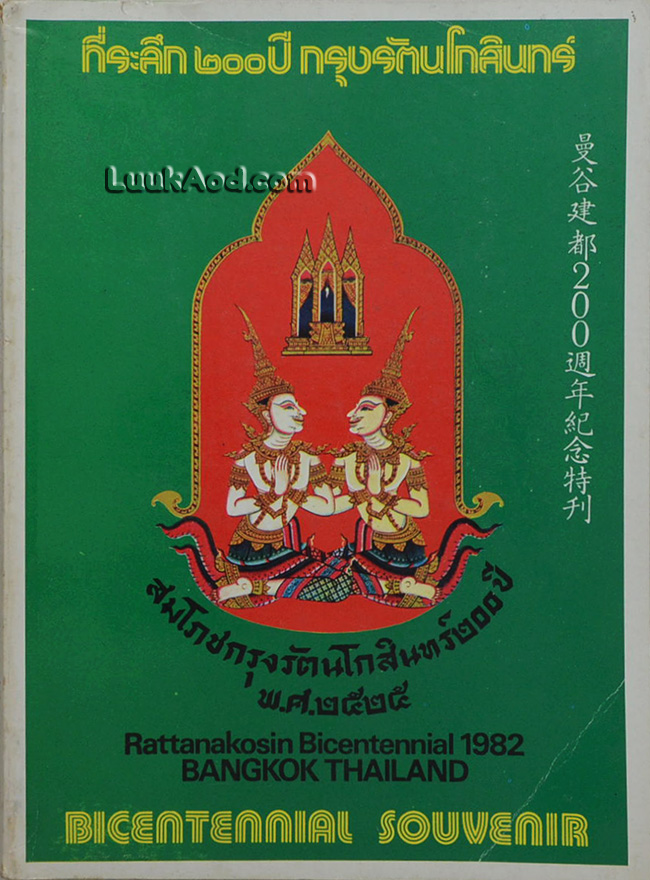 ที่ระลึก ๒๐๐ ปี กรุงรัตนโกสินทร์
LuukAod.com
曼谷建都200週年紀念特刊
สมโภชกรุงรัตนโกสินทร์๒๐๐ปี
พ.ศ.๒๕๒๕
Rattanakosin Bicentennial 1982
BANGKOK THAILAND
BICENTENNIAL SOUVENIR